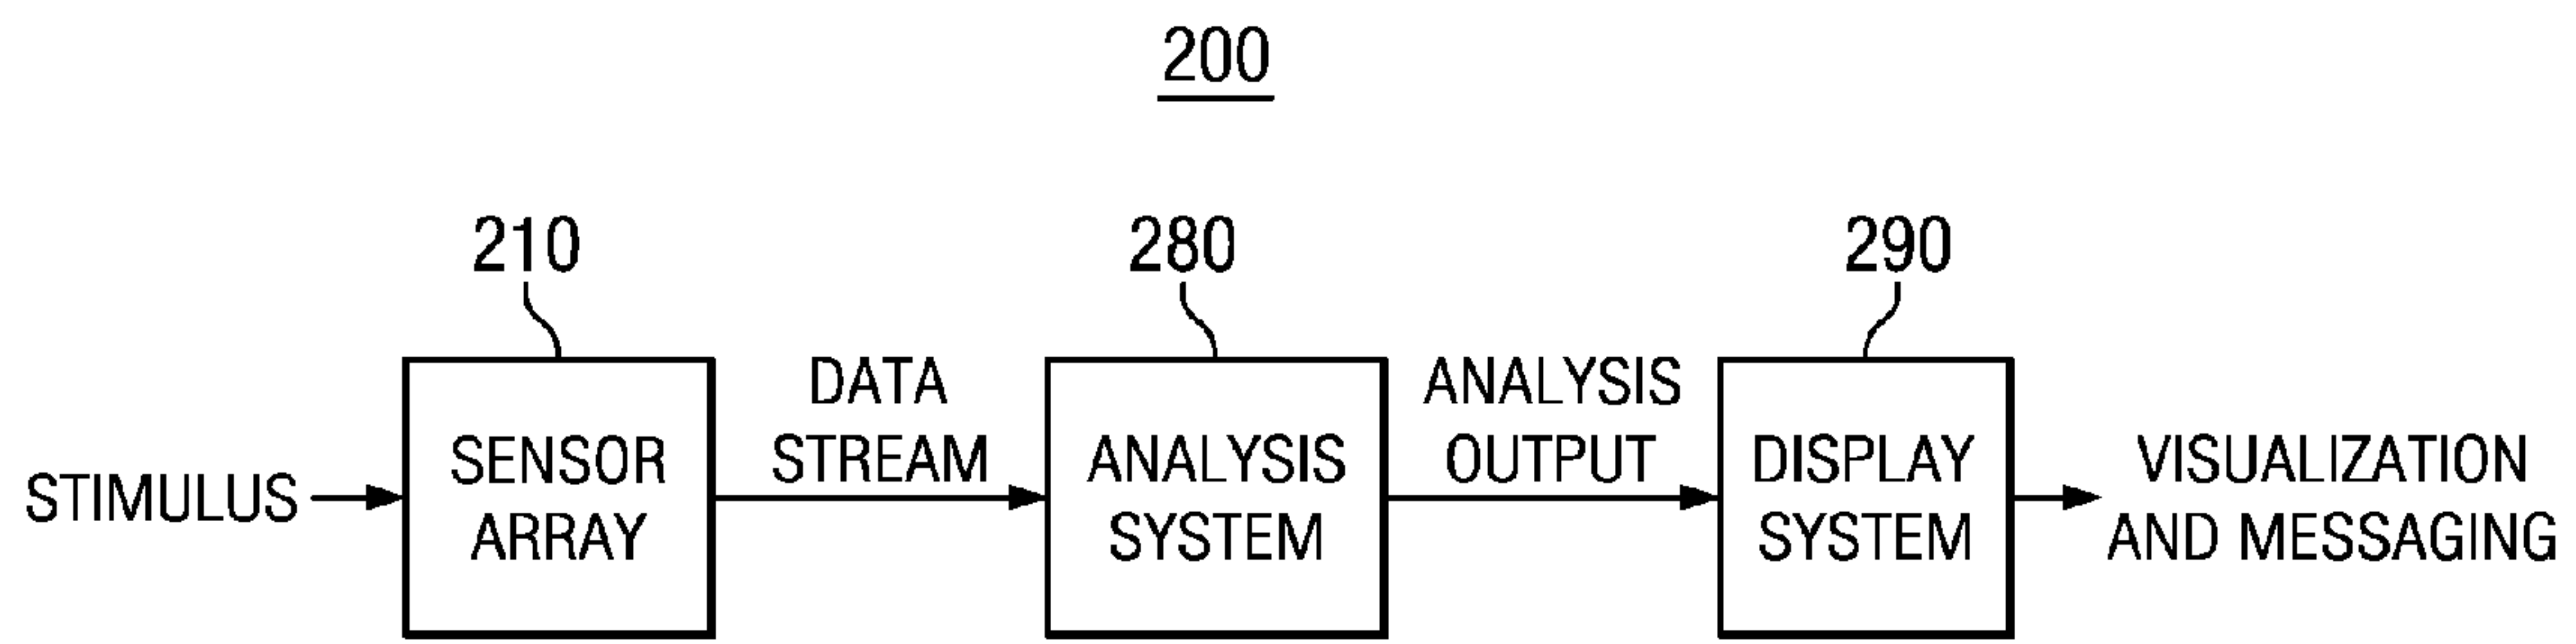 200
210
280
290
STIMULUS
SENSOR
ARRAY
DATA
STREAM
ANALYSIS
SYSTEM
ANALYSIS
OUTPUT
DISPLAY
SYSTEM
VISUALIZATION
AND MESSAGING